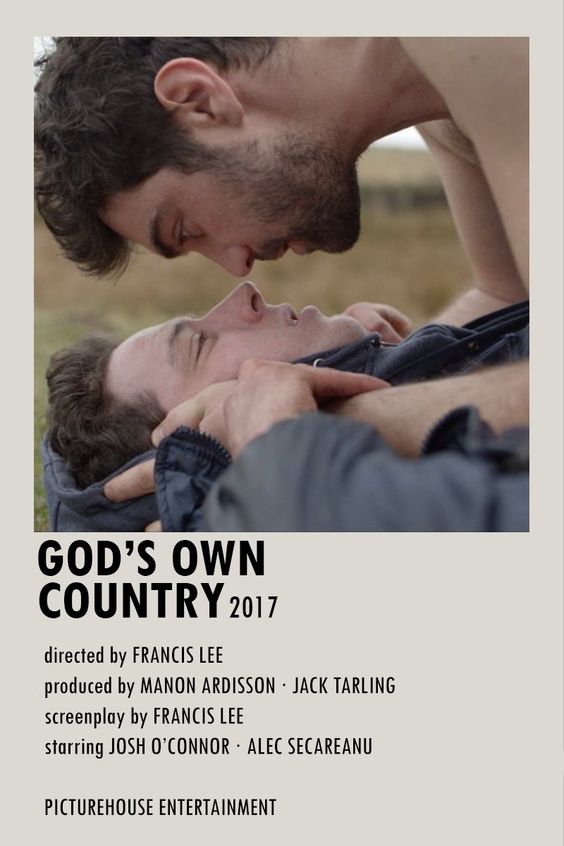 GOD’S OWN
COUNTRY 2017
directed by FRANCIS LEE
produced by MANON ARDISSON · JACK TARLING
screenplay by FRANCIS LEE
starring JOSH O’CONNOR · ALEC SECAREANU
PICTUREHOUSE ENTERTAINMENT